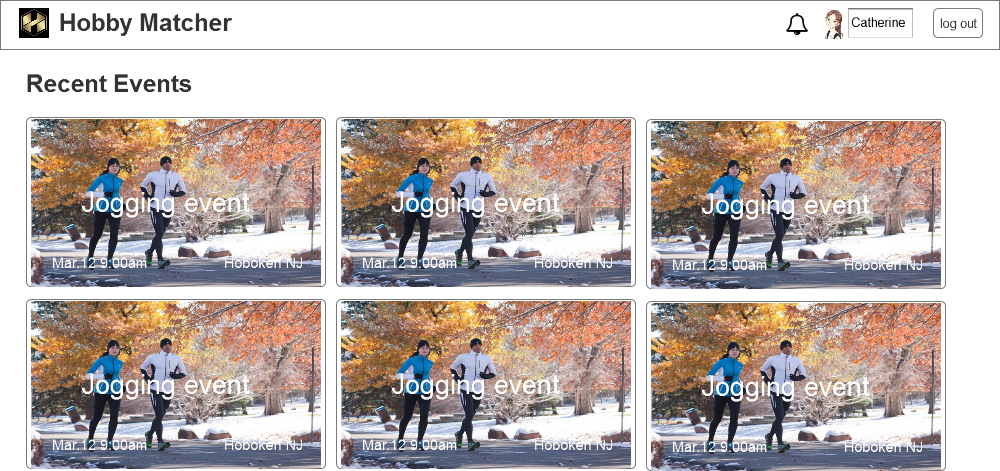 Hobby Matcher
Catherine
log out
Recent Events
Jogging event
Mar.12 9:00am Hoboken NJ
Jogging event
Mar.12 9:00am Hoboken NJ
Jogging event
Mar.12 9:00am Hoboken NJ
Jogging event
Mar.12 9:00am Hoboken NJ
Jogging event
Mar.12 9:00am Hoboken NJ
Jogging event
Mar.12 9:00am Hoboken NJ